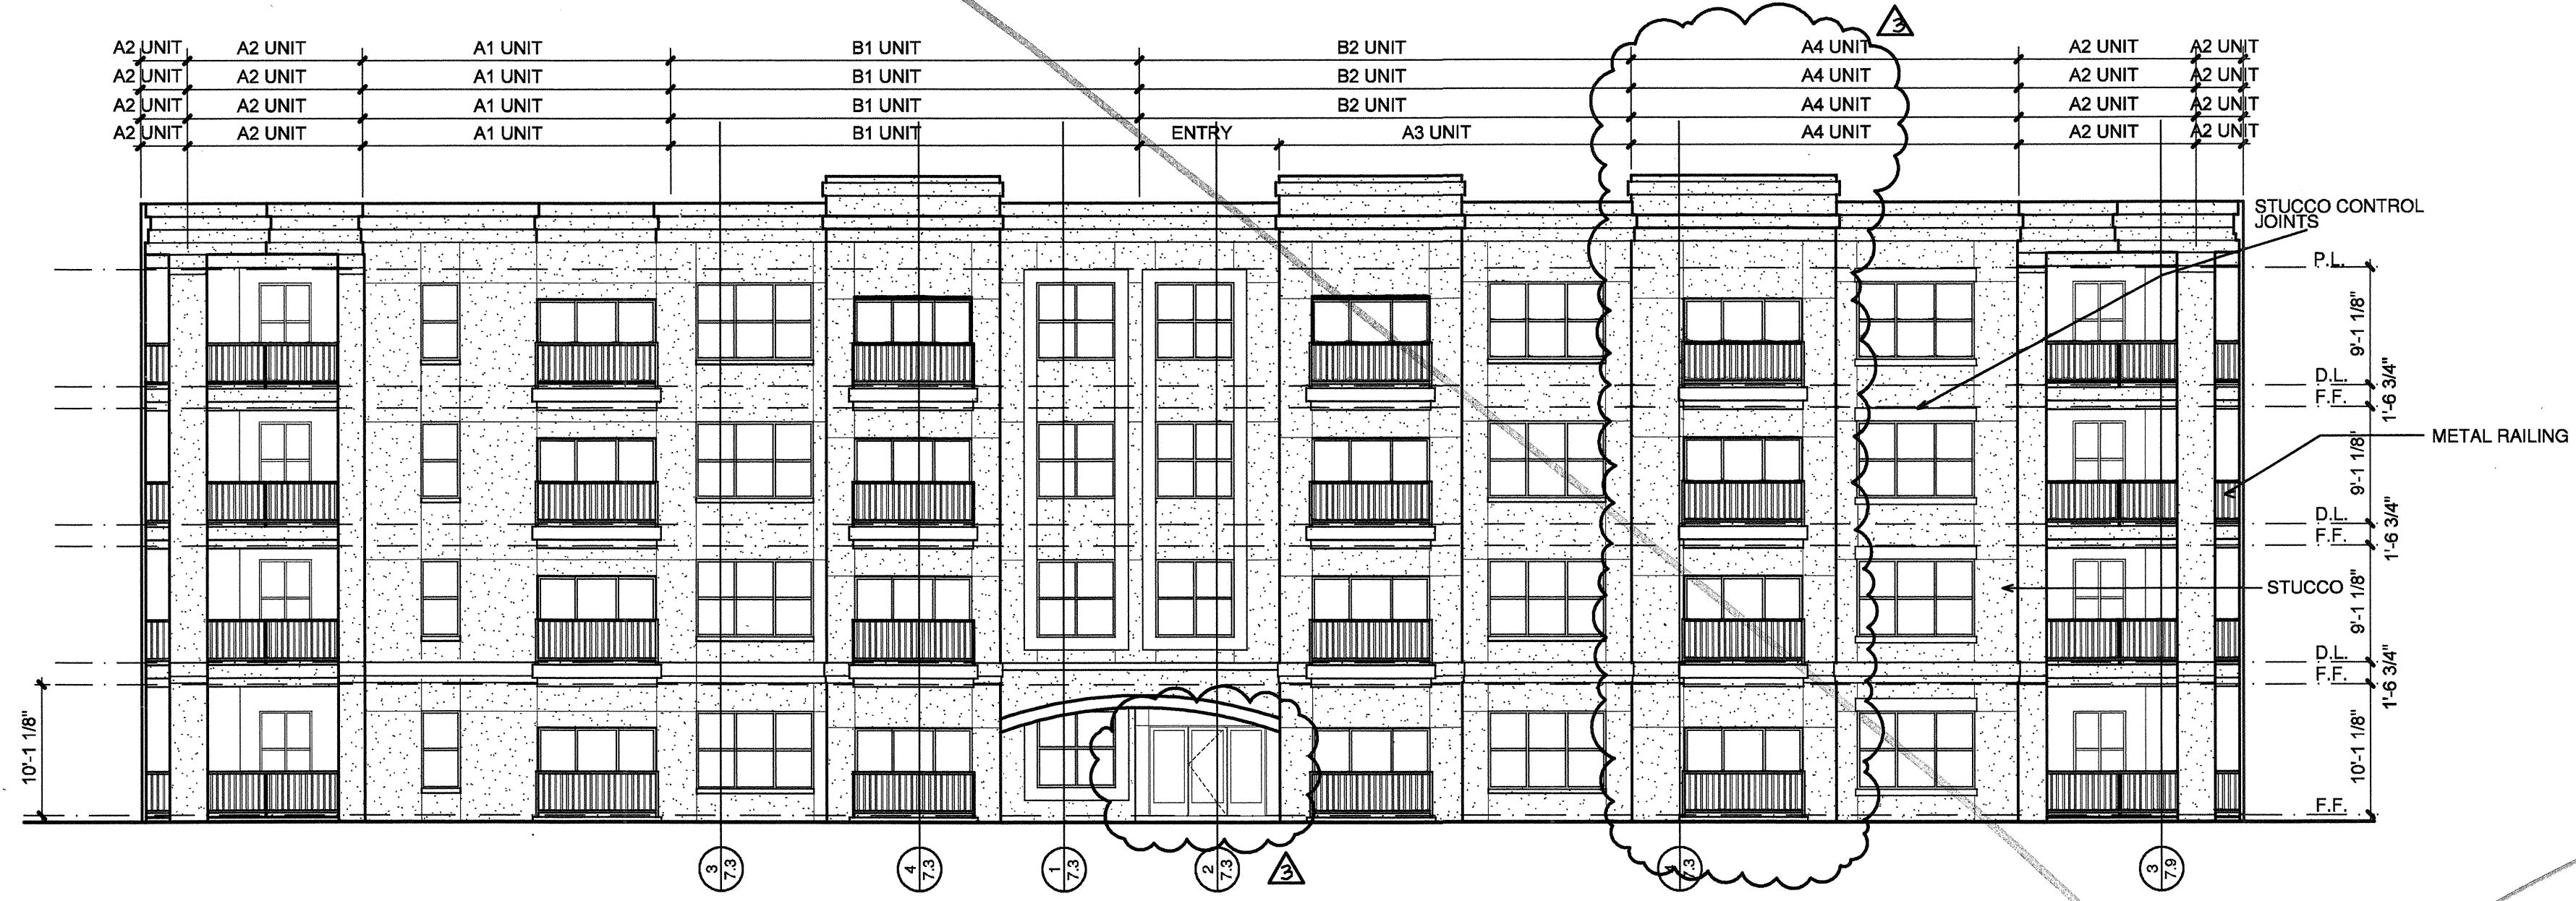 3
A2 UNIT A2 UNIT A1 UNIT B1 UNIT B2 UNIT A4 UNIT A2 UNIT A2 UNIT
A2 UNIT A2 UNIT A1 UNIT B1 UNIT B2 UNIT A4 UNIT A2 UNIT A2 UNIT
A2 UNIT A2 UNIT A1 UNIT B1 UNIT B2 UNIT A4 UNIT A2 UNIT A2 UNIT
A2 UNIT A2 UNIT A1 UNIT B1 UNIT ENTRY A3 UNIT A4 UNIT A2 UNIT A2 UNIT
STUCCO CONTROL
JOINTS
P.L.
9'-1 1/8"
D.L.
1'-6 3/4"
F.F.
METAL RAILING
9'-1 1/8"
D.L.
1'-6 3/4"
F.F.
STUCCO
9'-1 1/8"
D.L.
1'-6 3/4"
F.F.
10'-1 1/8"
10'-1 1/8"
F.F.
3
7.3
4
7.3
1
7.3
2
7.3
3
4
7.3
3
7.9